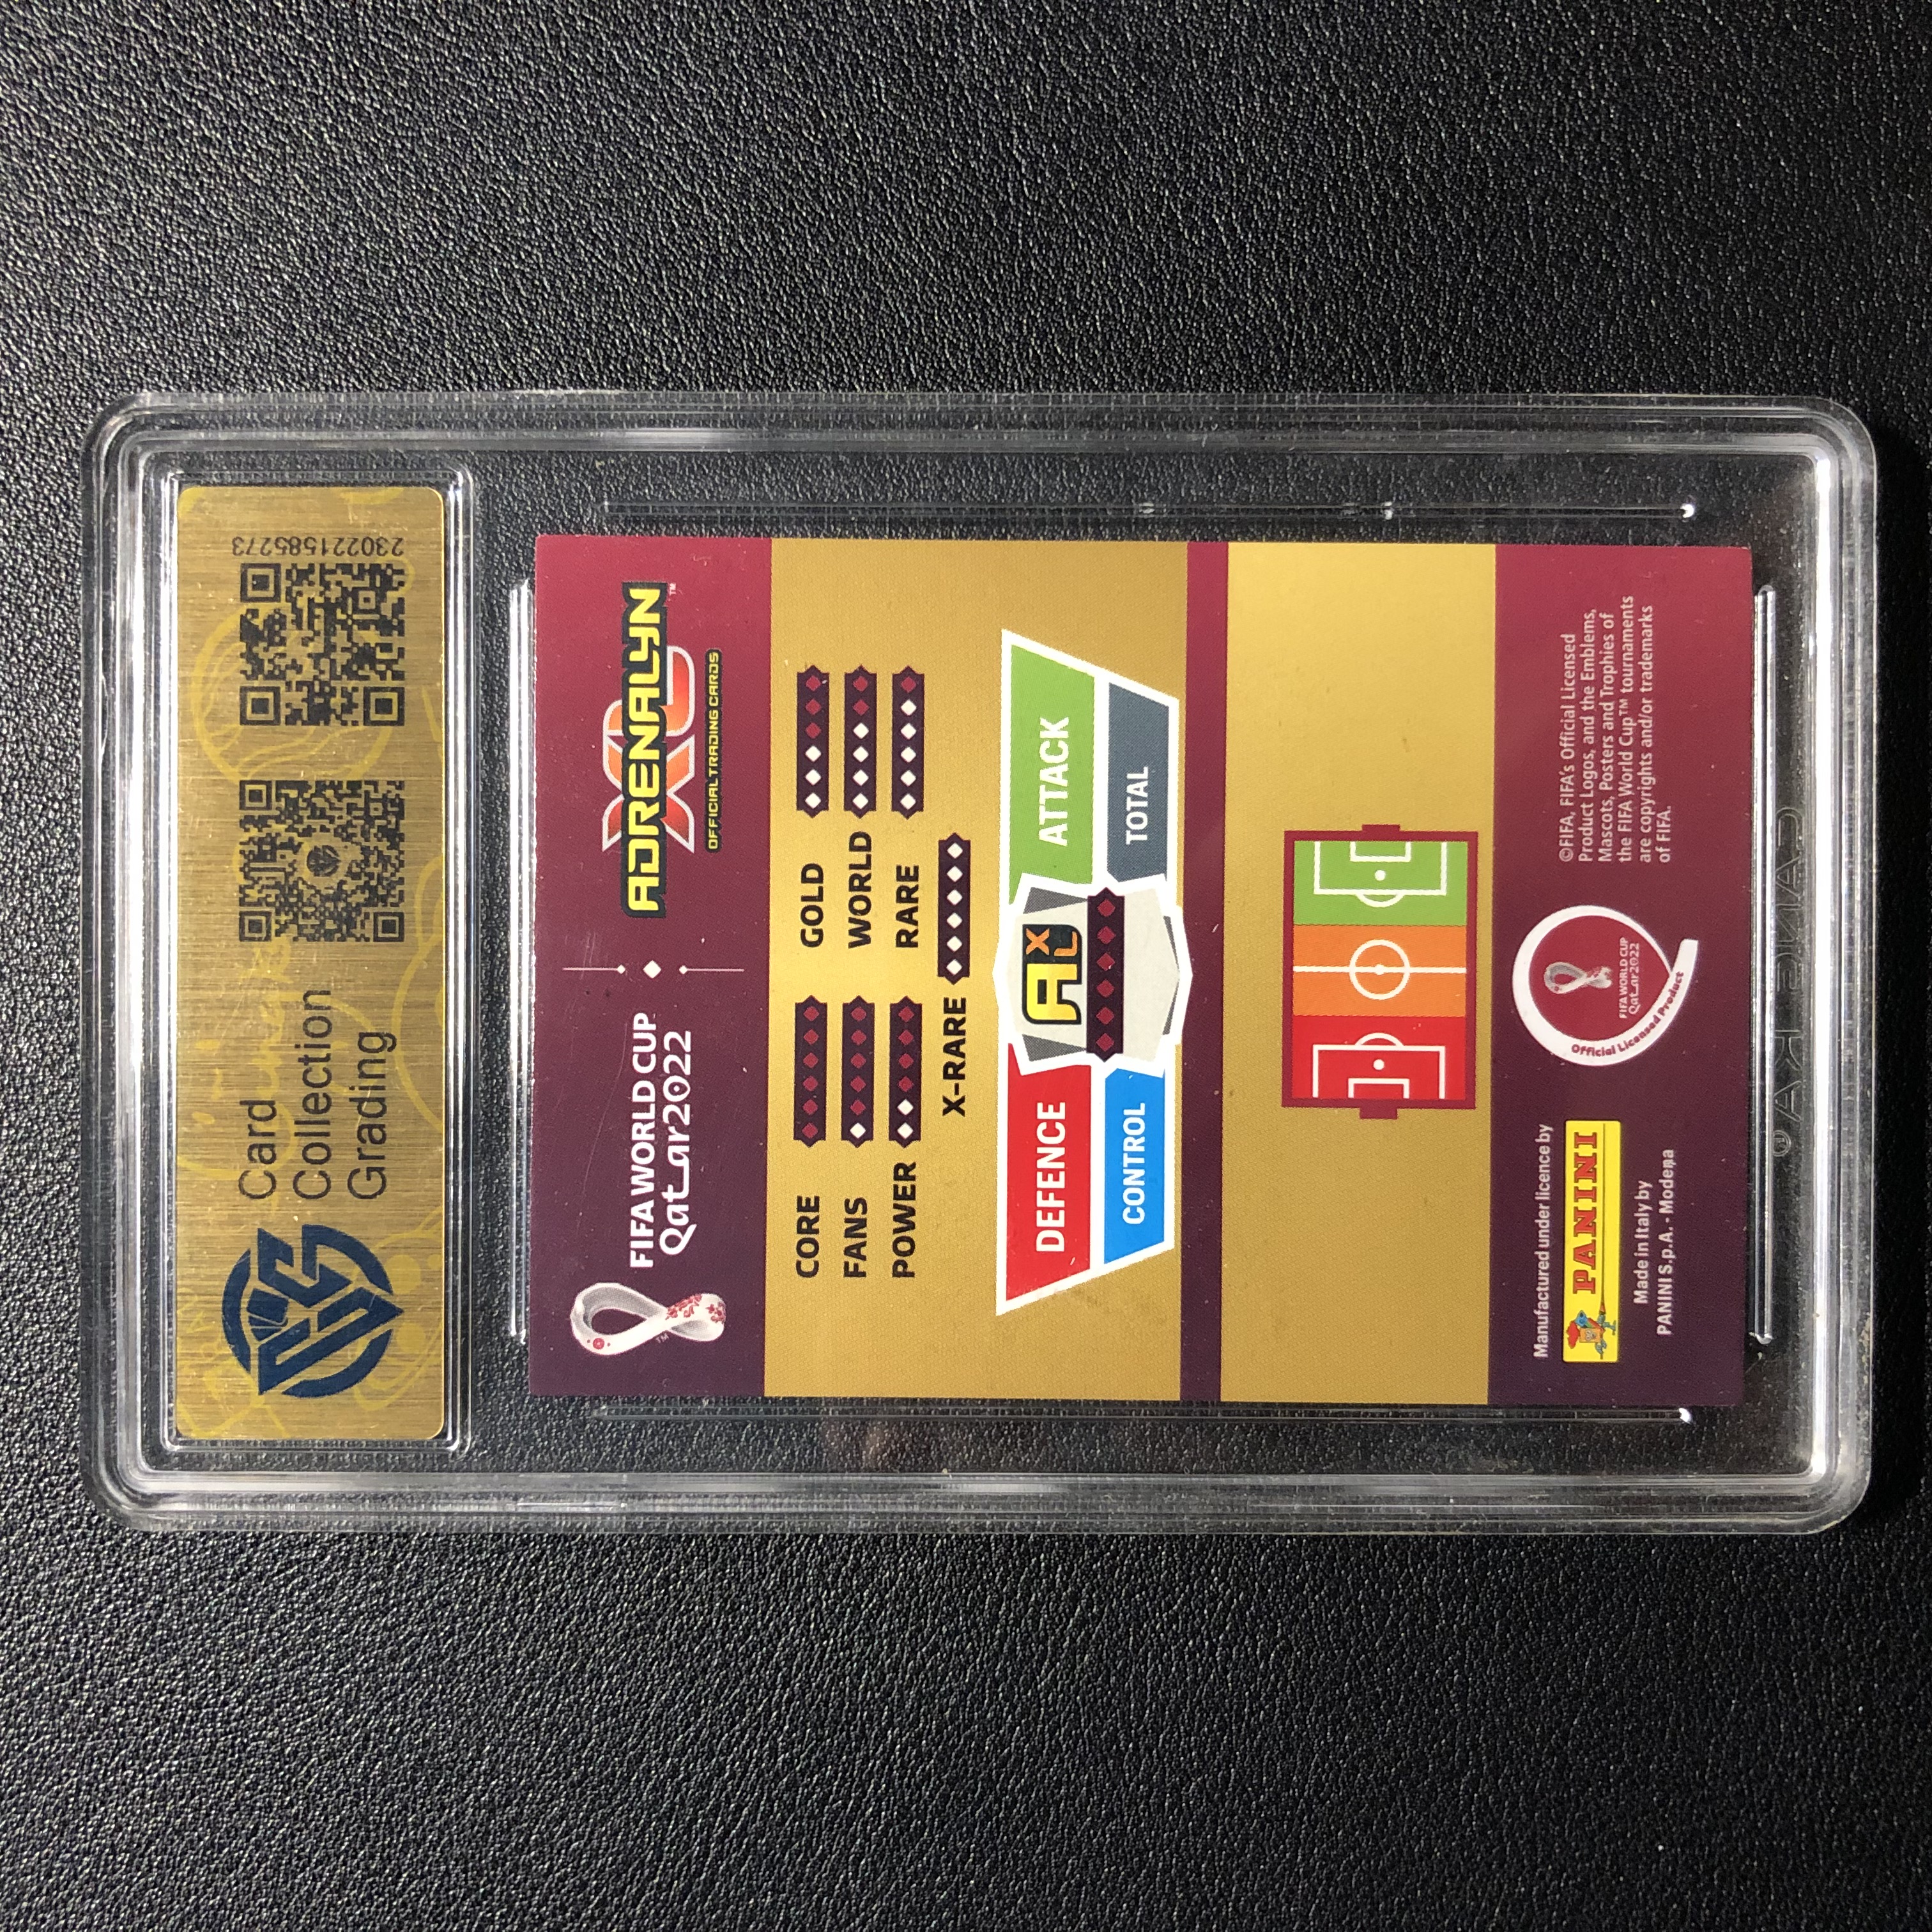 Card
Collection
Grading
230221585273
FIFA WORLD CUP
Qatar2022
ADRENALYN
XL
™
OFFICIAL TRADING CARDS
TM
CORE
GOLD
FANS
WORLD
POWER
RARE
X-RARE
DEFENCE
ATTACK
CONTROL
TOTAL
Manufactured under licence by
PANINI
Made in Italy by
PANINI S.p.A. - Modena
FIFA WORLD CUP
Qatar2022
Official Licensed Product
©FIFA, FIFA's Official Licensed
Product Logos, and the Emblems,
Mascots, Posters and Trophies of
the FIFA World Cup™ tournaments
are copyrights and/or trademarks
of FIFA.